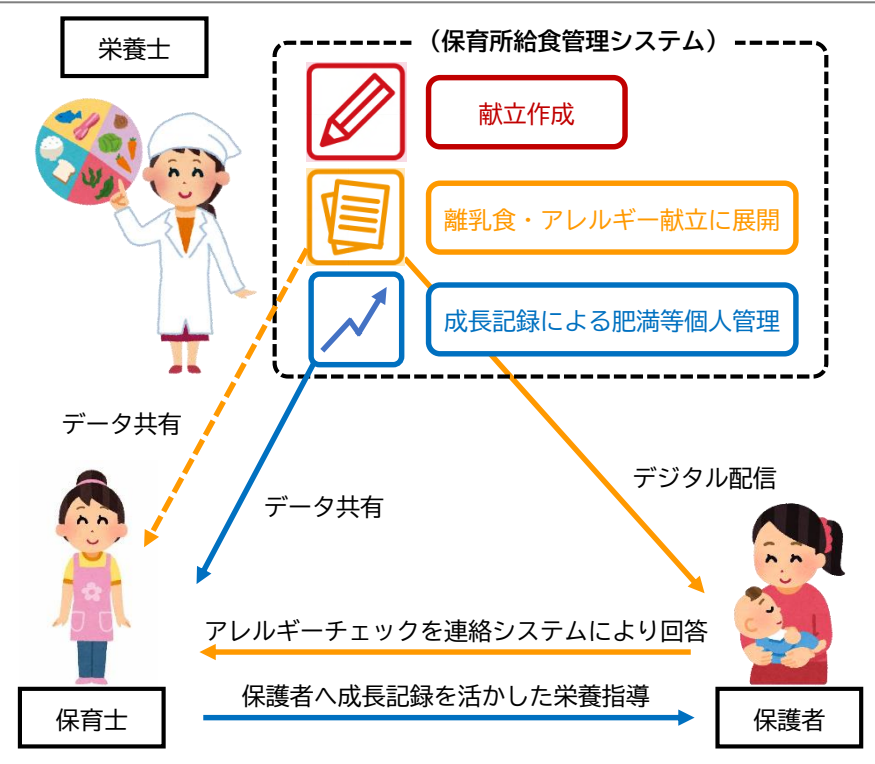 栄養士
（保育所給食管理システム）
献立作成
離乳食・アレルギー献立に展開
成長記録による肥満等個人管理
データ共有
データ共有
デジタル配信
アレルギーチェックを連絡システムにより回答
保護者へ成長記録を活かした栄養指導
保育士
保護者